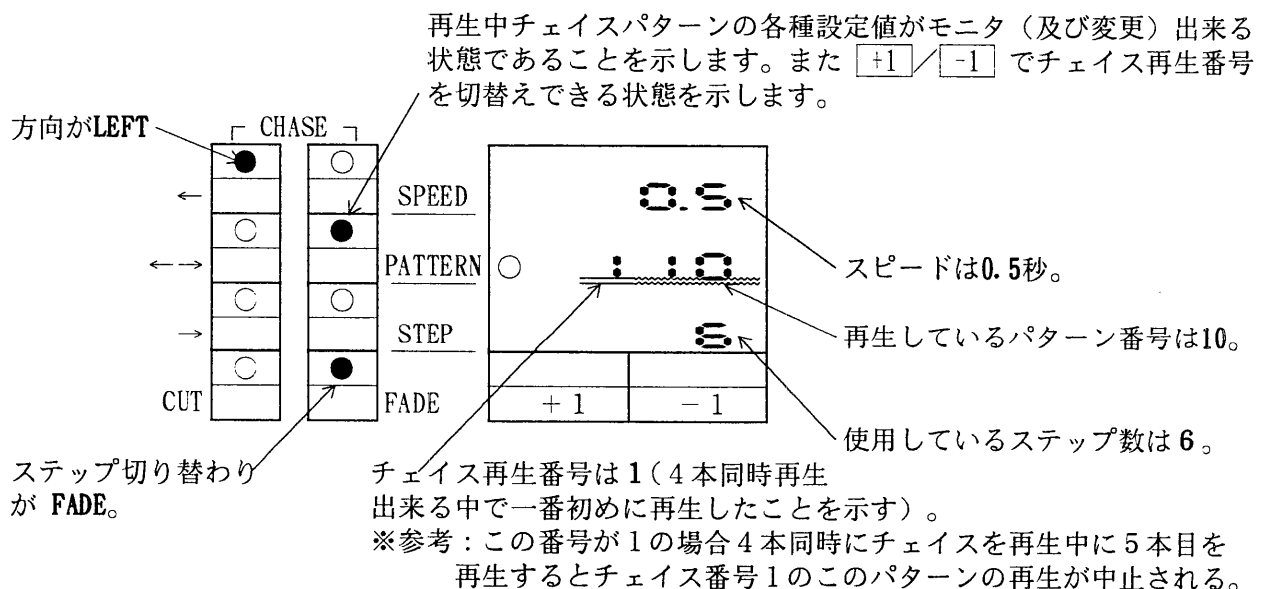 再生中チェイスパターンの各種設定値がモニタ（及び変更）出来る
状態であることを示します。また +1 / -1 でチェイス再生番号
を切替えできる状態を示します。
方向がLEFT
CHASE
← SPEED
0.5
スピードは0.5秒。
←→ PATTERN
1 10
再生しているパターン番号は10。
→ STEP
6
使用しているステップ数は6。
CUT FADE
+1 -1
ステップ切り替わり
が FADE。
チェイス再生番号は1（4本同時再生
出来る中で一番初めに再生したことを示す）。
※参考：この番号が1の場合4本同時にチェイスを再生中に5本目を
再生するとチェイス番号1のこのパターンの再生が中止される。